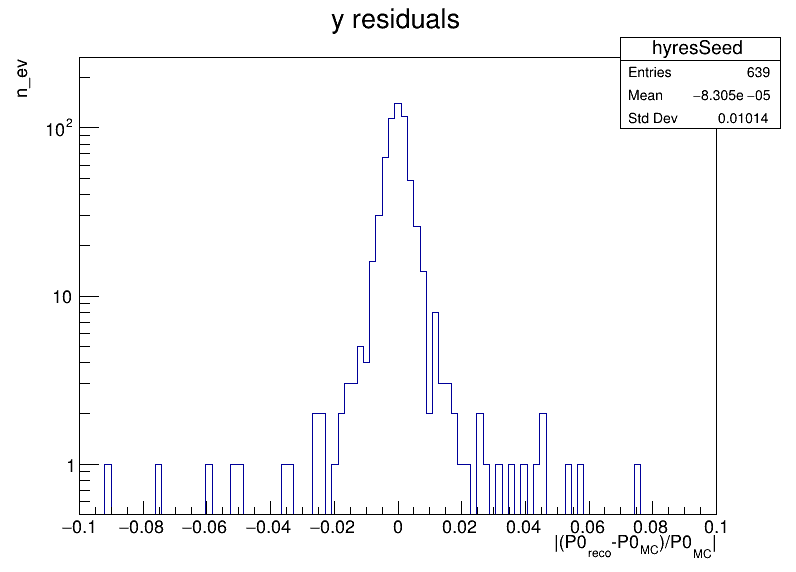 y residuals
hyresSeed
Entries 639
Mean −8.305e−05
Std Dev 0.01014
n_ev
10²
10
1
−0.1 −0.08 −0.06 −0.04 −0.02 0 0.02 0.04 0.06 0.08 0.1
|(P0reco-P0MC)/P0MC|